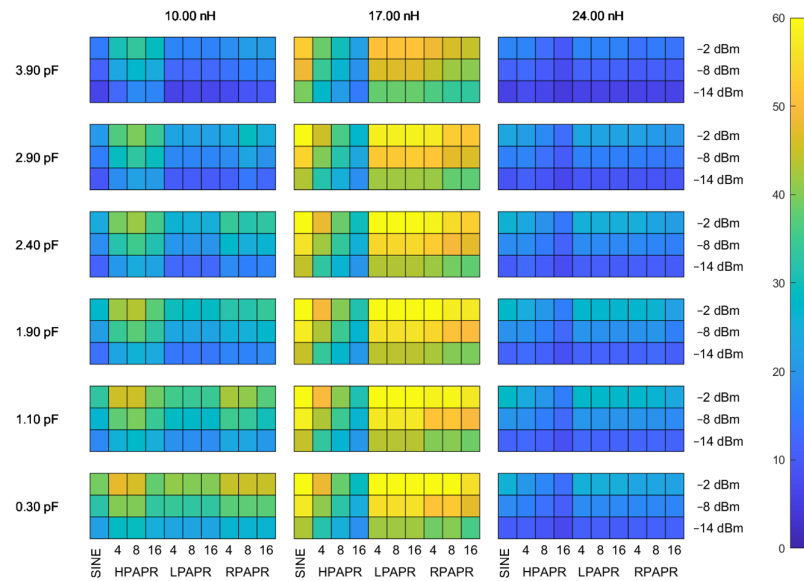 10.00 nH 17.00 nH 24.00 nH
60
3.90 pF
−2 dBm
−8 dBm
−14 dBm
50
2.90 pF
−2 dBm
−8 dBm
−14 dBm
40
2.40 pF
−2 dBm
−8 dBm
−14 dBm
30
1.90 pF
−2 dBm
−8 dBm
−14 dBm
20
1.10 pF
−2 dBm
−8 dBm
−14 dBm
10
0.30 pF
−2 dBm
−8 dBm
−14 dBm
0
SINE 4 8 16 4 8 16 4 8 16 SINE 4 8 16 4 8 16 4 8 16 SINE 4 8 16 4 8 16 4 8 16
HPAPR LPAPR RPAPR HPAPR LPAPR RPAPR HPAPR LPAPR RPAPR